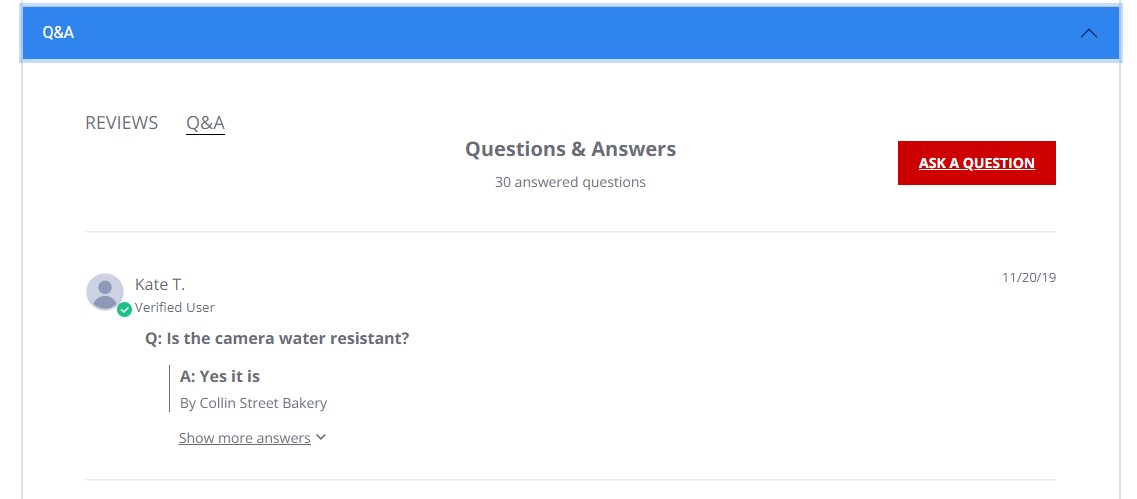 Q&A
REVIEWS Q&A
Questions & Answers
30 answered questions
ASK A QUESTION
Kate T.
11/20/19
Verified User
Q: Is the camera water resistant?
A: Yes it is
By Collin Street Bakery
Show more answers